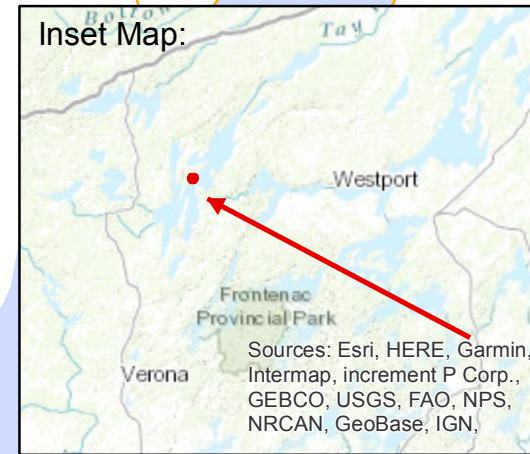 Inset Map:
Bolton
Tay
Westport
Frontenac
Provincial Park
Verona
Sources: Esri, HERE, Garmin,
Intermap, increment P Corp.,
GEBCO, USGS, FAO, NPS,
NRCAN, GeoBase, IGN,